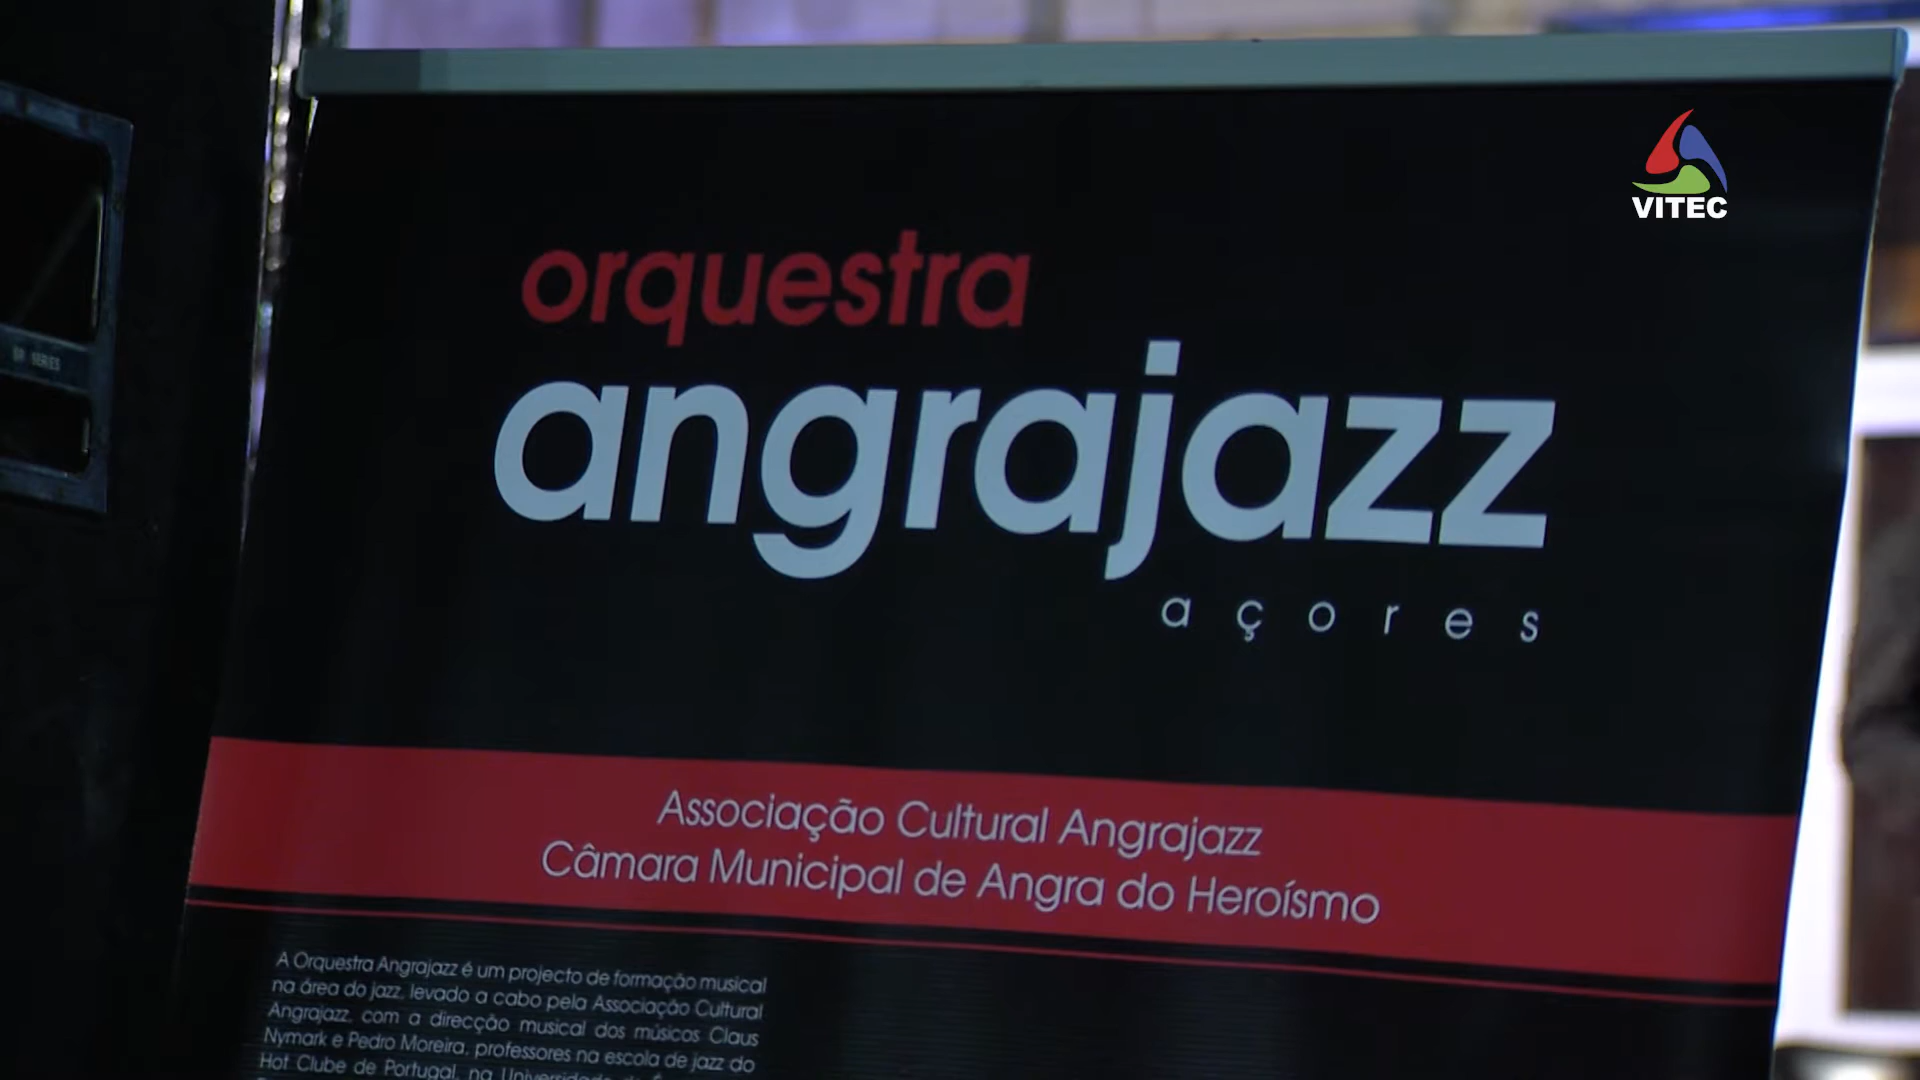 VITEC
orquestra
angrajazz
açores
SERIES
Associação Cultural Angrajazz
Câmara Municipal de Angra do Heroísmo
A Orquestra Angrajazz é um projecto de formação musical
na área do jazz, levado a cabo pela Associação Cultural
Angrajazz, com a direcção musical dos músicos Claus
Nymark e Pedro Moreira, professores na escola de jazz do
Hot Clube de Portugal, na